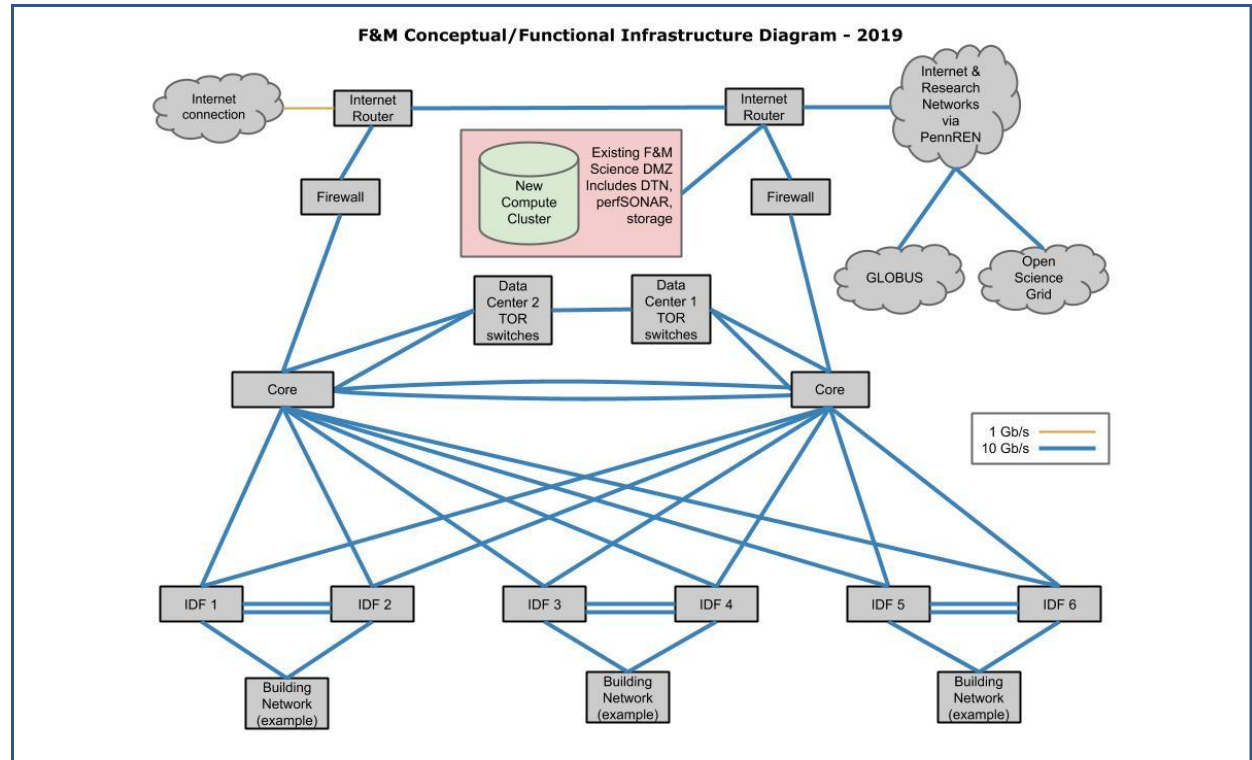 F&M Conceptual/Functional Infrastructure Diagram - 2019
Internet
connection
Internet
Router
Internet
Router
Internet &
Research
Networks
via
PennREN
Existing F&M
Science DMZ
Includes DTN,
perfSONAR,
storage
New
Compute
Cluster
Firewall
Firewall
GLOBUS
Open
Science
Grid
Data
Center 2
TOR
switches
Data
Center 1
TOR
switches
Core
Core
1 Gb/s
10 Gb/s
IDF 1
IDF 2
IDF 3
IDF 4
IDF 5
IDF 6
Building
Network
(example)
Building
Network
(example)
Building
Network
(example)